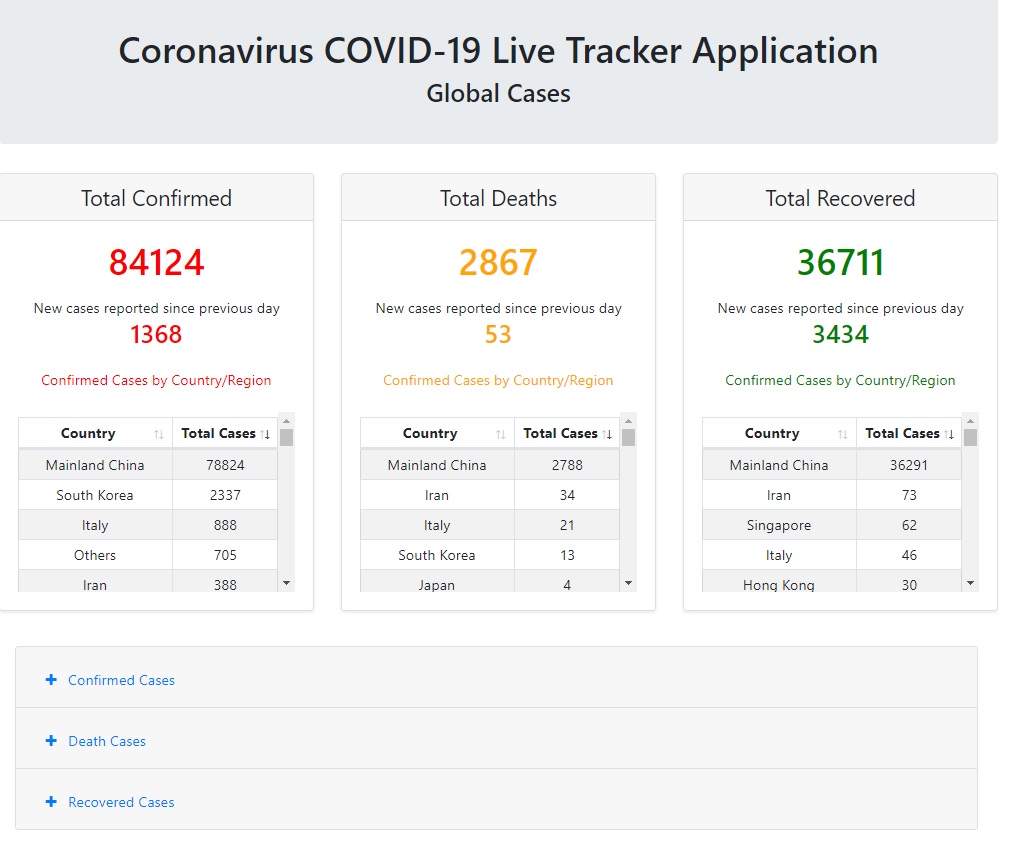 Coronavirus COVID-19 Live Tracker Application
Global Cases
Total Confirmed
84124
New cases reported since previous day
1368
Confirmed Cases by Country/Region
Country Total Cases
Mainland China 78824
South Korea 2337
Italy 888
Others 705
Iran 388
Total Deaths
2867
New cases reported since previous day
53
Confirmed Cases by Country/Region
Country Total Cases
Mainland China 2788
Iran 34
Italy 21
South Korea 13
Japan 4
Total Recovered
36711
New cases reported since previous day
3434
Confirmed Cases by Country/Region
Country Total Cases
Mainland China 36291
Iran 73
Singapore 62
Italy 46
Hong Kong 30
Confirmed Cases
Death Cases
Recovered Cases